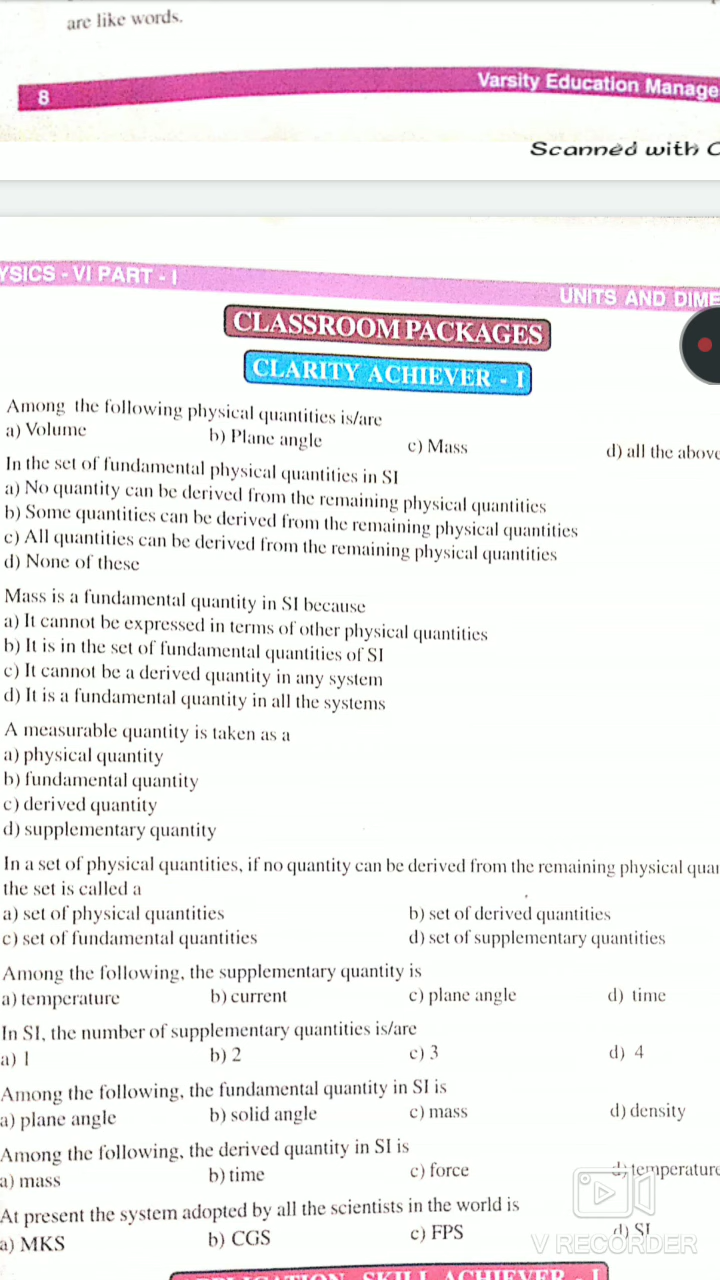 are like words.
8 Varsity Education Manage
Scanned with C
YSICS - VI PART - I UNITS AND DIME
CLASSROOM PACKAGES
CLARITY ACHIEVER - I
Among the following physical quantities is/are
a) Volume b) Plane angle c) Mass d) all the above
In the set of fundamental physical quantities in SI
a) No quantity can be derived from the remaining physical quantities
b) Some quantities can be derived from the remaining physical quantities
c) All quantities can be derived from the remaining physical quantities
d) None of these
Mass is a fundamental quantity in SI because
a) It cannot be expressed in terms of other physical quantities
b) It is in the set of fundamental quantities of SI
c) It cannot be a derived quantity in any system
d) It is a fundamental quantity in all the systems
A measurable quantity is taken as a
a) physical quantity
b) fundamental quantity
c) derived quantity
d) supplementary quantity
In a set of physical quantities, if no quantity can be derived from the remaining physical quan
the set is called a
a) set of physical quantities b) set of derived quantities
c) set of fundamental quantities d) set of supplementary quantities
Among the following, the supplementary quantity is
a) temperature b) current c) plane angle d) time
In SI, the number of supplementary quantities is/are
a) 1 b) 2 c) 3 d) 4
Among the following, the fundamental quantity in SI is
a) plane angle b) solid angle c) mass d) density
Among the following, the derived quantity in SI is
a) mass b) time c) force d) temperature
At present the system adopted by all the scientists in the world is
a) MKS b) CGS c) FPS d) SI
V RECORDER
APPLICATION SKILL ACHIEVER - I